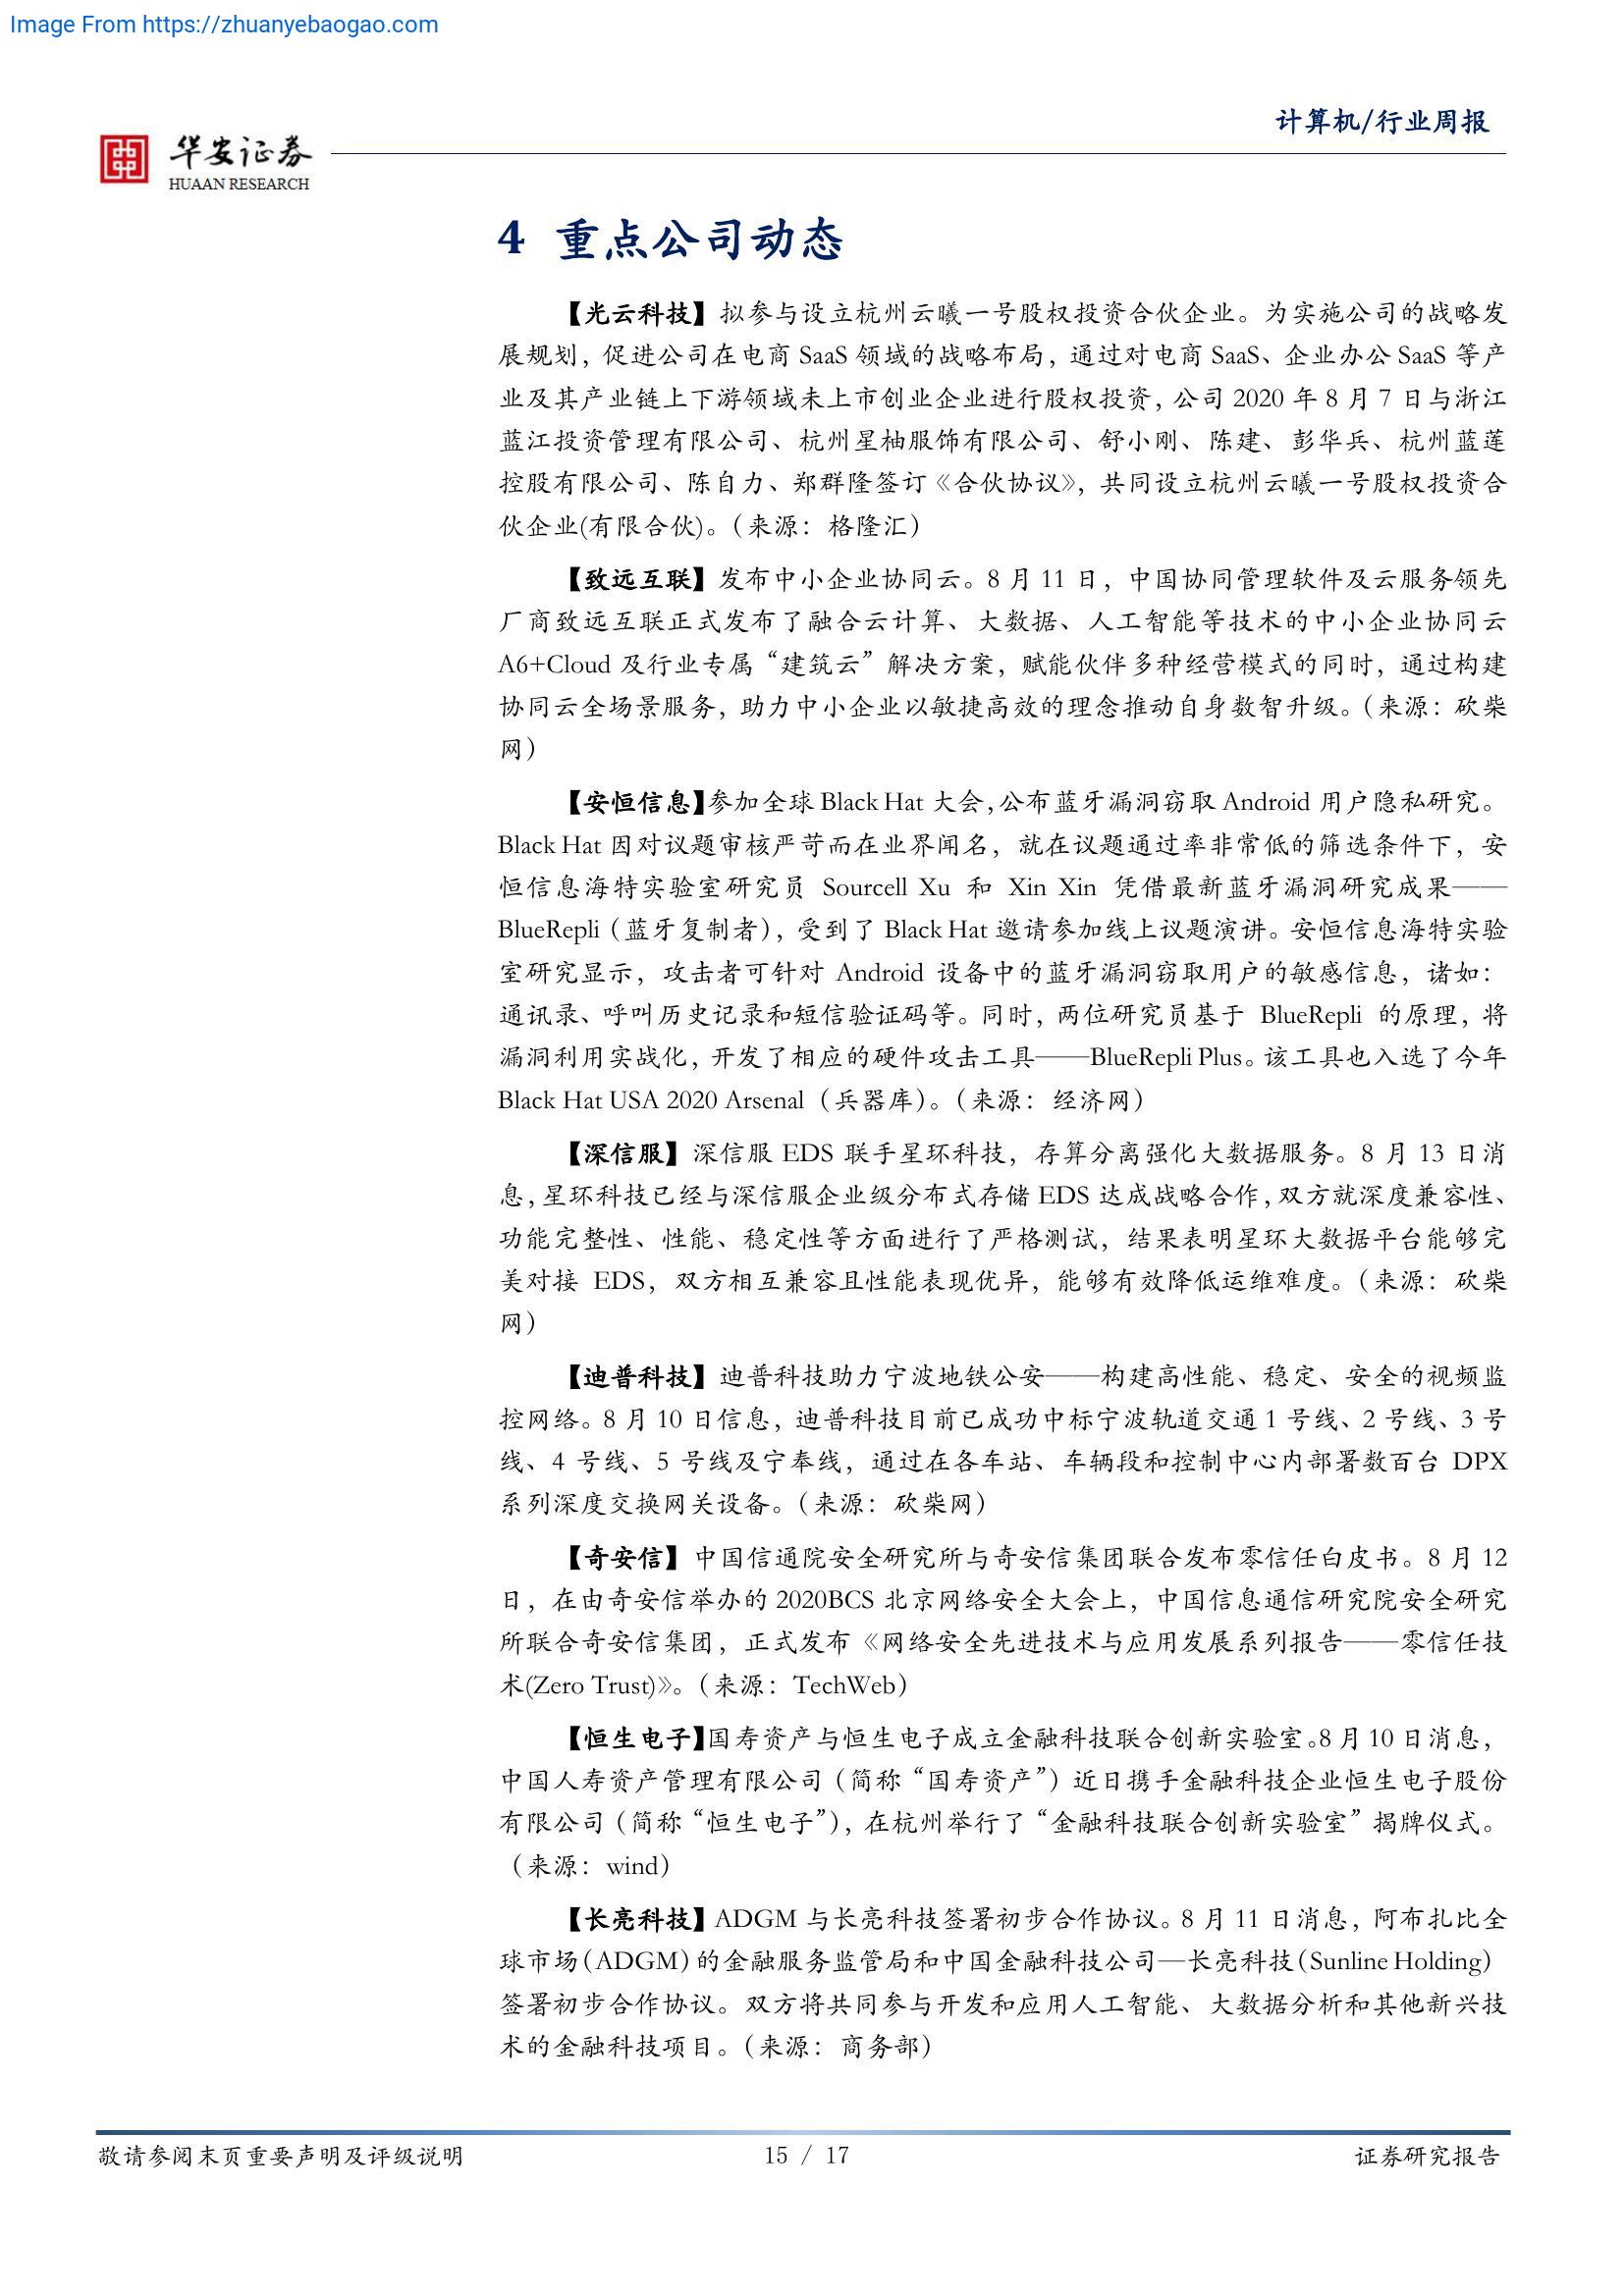 Image From https://zhuanyebaogao.com
计算机/行业周报
华安证券
HUAAN RESEARCH
4 重点公司动态
【光云科技】拟参与设立杭州云曦一号股权投资合伙企业。为实施公司的战略发
展规划，促进公司在电商 SaaS 领域的战略布局，通过对电商 SaaS、企业办公 SaaS 等产
业及其产业链上下游领域未上市创业企业进行股权投资，公司 2020 年 8 月 7 日与浙江
蓝江投资管理有限公司、杭州星柚服饰有限公司、舒小刚、陈建、彭华兵、杭州蓝莲
控股有限公司、陈自力、郑群隆签订《合伙协议》，共同设立杭州云曦一号股权投资合
伙企业(有限合伙)。（来源：格隆汇）
【致远互联】发布中小企业协同云。8 月 11 日，中国协同管理软件及云服务领先
厂商致远互联正式发布了融合云计算、大数据、人工智能等技术的中小企业协同云
A6+Cloud 及行业专属“建筑云”解决方案，赋能伙伴多种经营模式的同时，通过构建
协同云全场景服务，助力中小企业以敏捷高效的理念推动自身数智升级。（来源：砍柴
网）
【安恒信息】参加全球 Black Hat 大会，公布蓝牙漏洞窃取 Android 用户隐私研究。
Black Hat 因对议题审核严苛而在业界闻名，就在议题通过率非常低的筛选条件下，安
恒信息海特实验室研究员 Sourcell Xu 和 Xin Xin 凭借最新蓝牙漏洞研究成果——
BlueRepli（蓝牙复制者），受到了 Black Hat 邀请参加线上议题演讲。安恒信息海特实验
室研究显示，攻击者可针对 Android 设备中的蓝牙漏洞窃取用户的敏感信息，诸如：
通讯录、呼叫历史记录和短信验证码等。同时，两位研究员基于 BlueRepli 的原理，将
漏洞利用实战化，开发了相应的硬件攻击工具——BlueRepli Plus。该工具也入选了今年
Black Hat USA 2020 Arsenal（兵器库）。（来源：经济网）
【深信服】深信服 EDS 联手星环科技，存算分离强化大数据服务。8 月 13 日消
息，星环科技已经与深信服企业级分布式存储 EDS 达成战略合作，双方就深度兼容性、
功能完整性、性能、稳定性等方面进行了严格测试，结果表明星环大数据平台能够完
美对接 EDS，双方相互兼容且性能表现优异，能够有效降低运维难度。（来源：砍柴
网）
【迪普科技】迪普科技助力宁波地铁公安——构建高性能、稳定、安全的视频监
控网络。8 月 10 日信息，迪普科技目前已成功中标宁波轨道交通 1 号线、2 号线、3 号
线、4 号线、5 号线及宁奉线，通过在各车站、车辆段和控制中心内部署数百台 DPX
系列深度交换网关设备。（来源：砍柴网）
【奇安信】中国信通院安全研究所与奇安信集团联合发布零信任白皮书。8 月 12
日，在由奇安信举办的 2020BCS 北京网络安全大会上，中国信息通信研究院安全研究
所联合奇安信集团，正式发布《网络安全先进技术与应用发展系列报告——零信任技
术(Zero Trust)》。（来源：TechWeb）
【恒生电子】国寿资产与恒生电子成立金融科技联合创新实验室。8 月 10 日消息，
中国人寿资产管理有限公司（简称“国寿资产”）近日携手金融科技企业恒生电子股份
有限公司（简称“恒生电子”），在杭州举行了“金融科技联合创新实验室”揭牌仪式。
（来源：wind）
【长亮科技】ADGM 与长亮科技签署初步合作协议。8 月 11 日消息，阿布扎比全
球市场（ADGM）的金融服务监管局和中国金融科技公司—长亮科技（Sunline Holding）
签署初步合作协议。双方将共同参与开发和应用人工智能、大数据分析和其他新兴技
术的金融科技项目。（来源：商务部）
敬请参阅末页重要声明及评级说明
15 / 17
证券研究报告